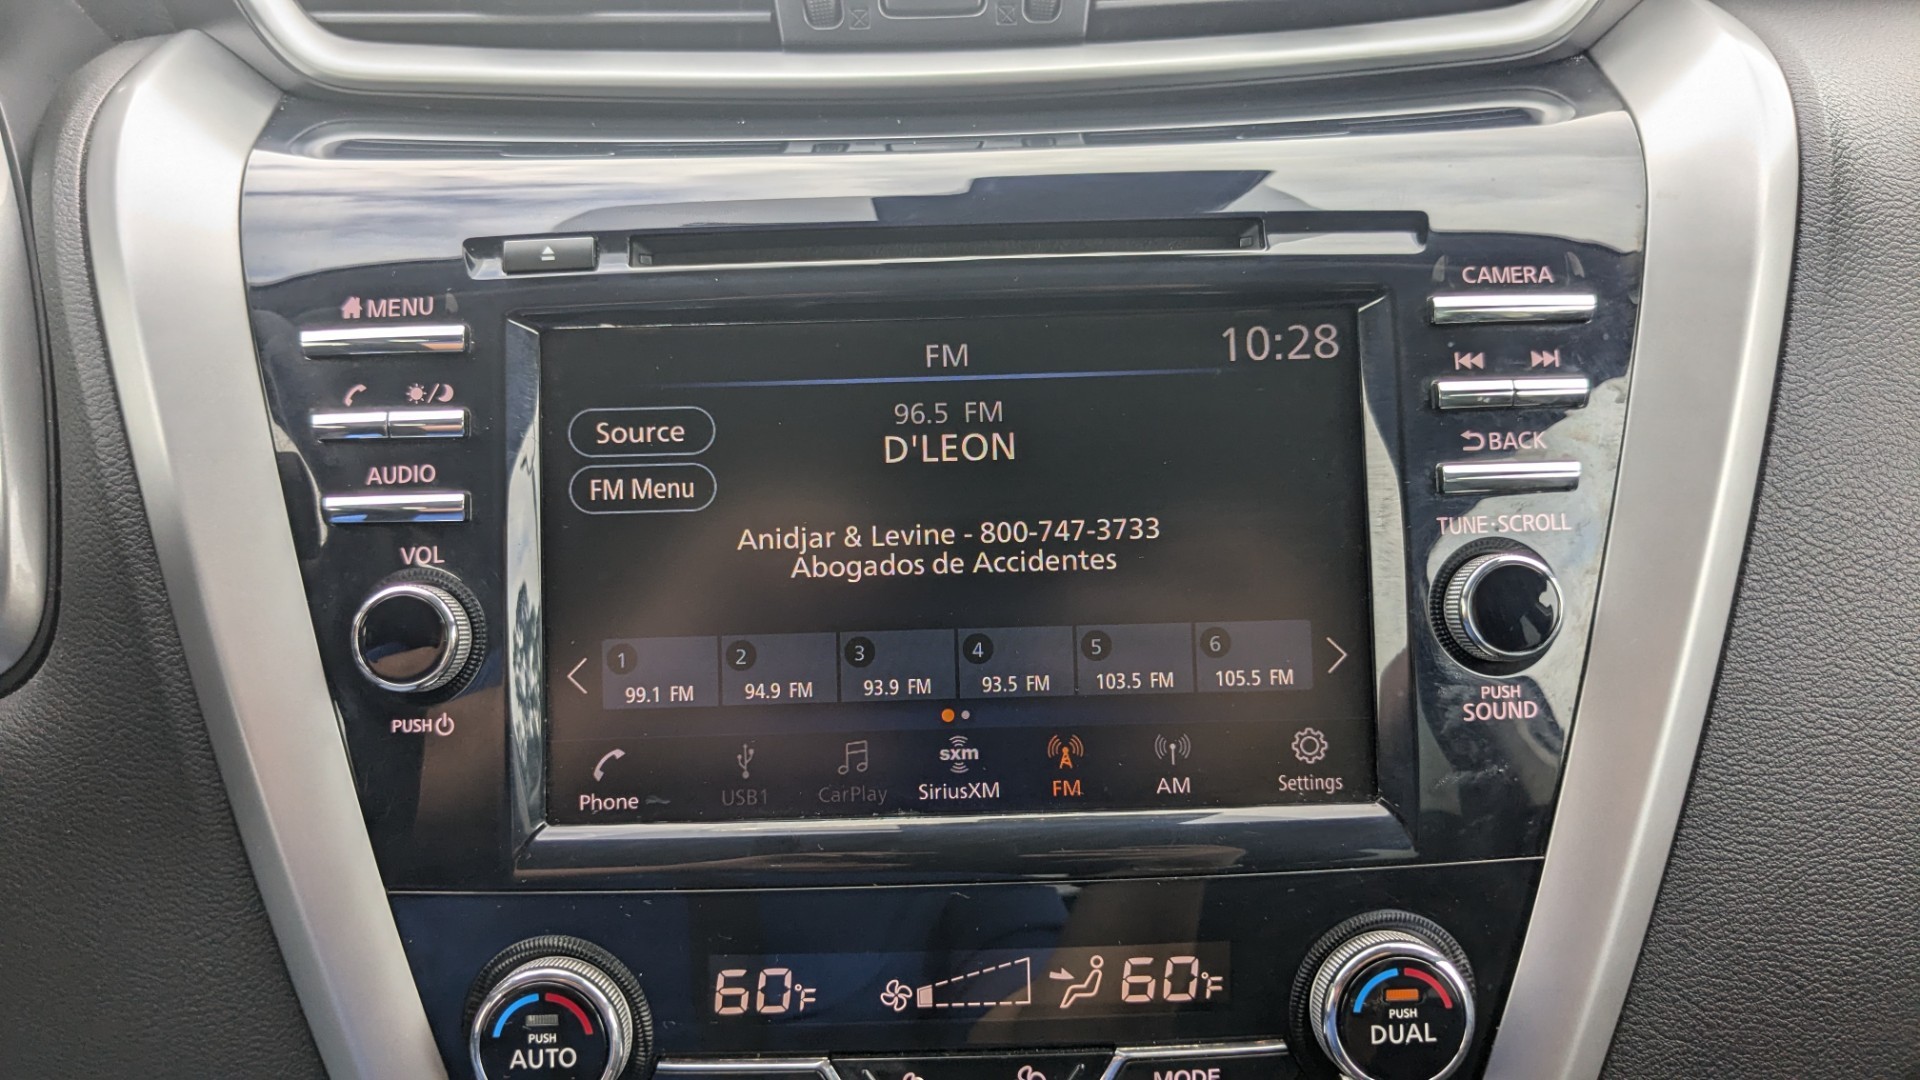 CAMERA
MENU
AUDIO
VOL
PUSH
BACK
TUNE·SCROLL
PUSH
SOUND
FM
10:28
Source
FM Menu
96.5 FM
D'LEON
Anidjar & Levine - 800-747-3733
Abogados de Accidentes
1
99.1 FM
2
94.9 FM
3
93.9 FM
4
93.5 FM
5
103.5 FM
6
105.5 FM
Phone
USB1
CarPlay
sxm
SiriusXM
FM
AM
Settings
60°F
60°F
PUSH
AUTO
PUSH
DUAL
MODE